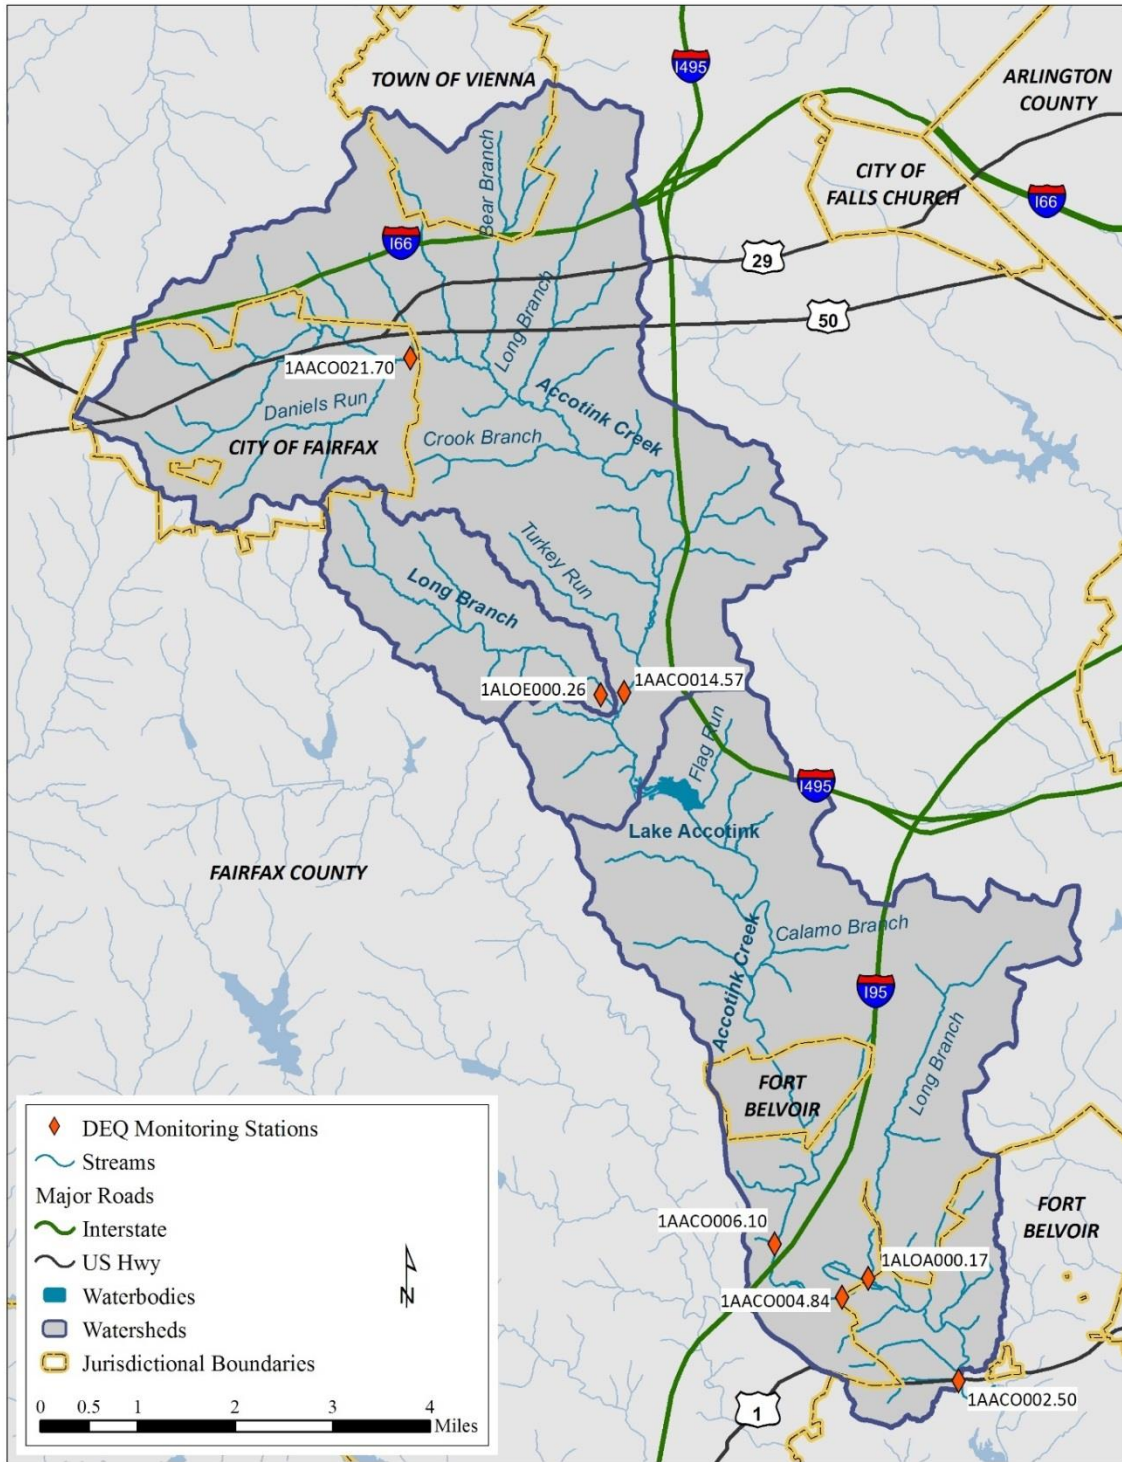 I495
TOWN OF VIENNA
ARLINGTON
COUNTY
Bear Branch
CITY OF
FALLS CHURCH
I66
I66
29
50
Long Branch
1AACO021.70
Accotink Creek
Daniels Run
Crook Branch
CITY OF FAIRFAX
Turkey Run
Long Branch
1AACO014.57
1ALOE000.26
Flag Run
I495
Lake Accotink
FAIRFAX COUNTY
Calamo Branch
Accotink Creek
I95
Long Branch
FORT
BELVOIR
FORT
BELVOIR
1AACO006.10
1ALOA000.17
1AACO004.84
1AACO002.50
1
DEQ Monitoring Stations
Streams
Major Roads
Interstate
US Hwy
Waterbodies
Watersheds
Jurisdictional Boundaries
N
0 0.5 1 2 3 4
Miles